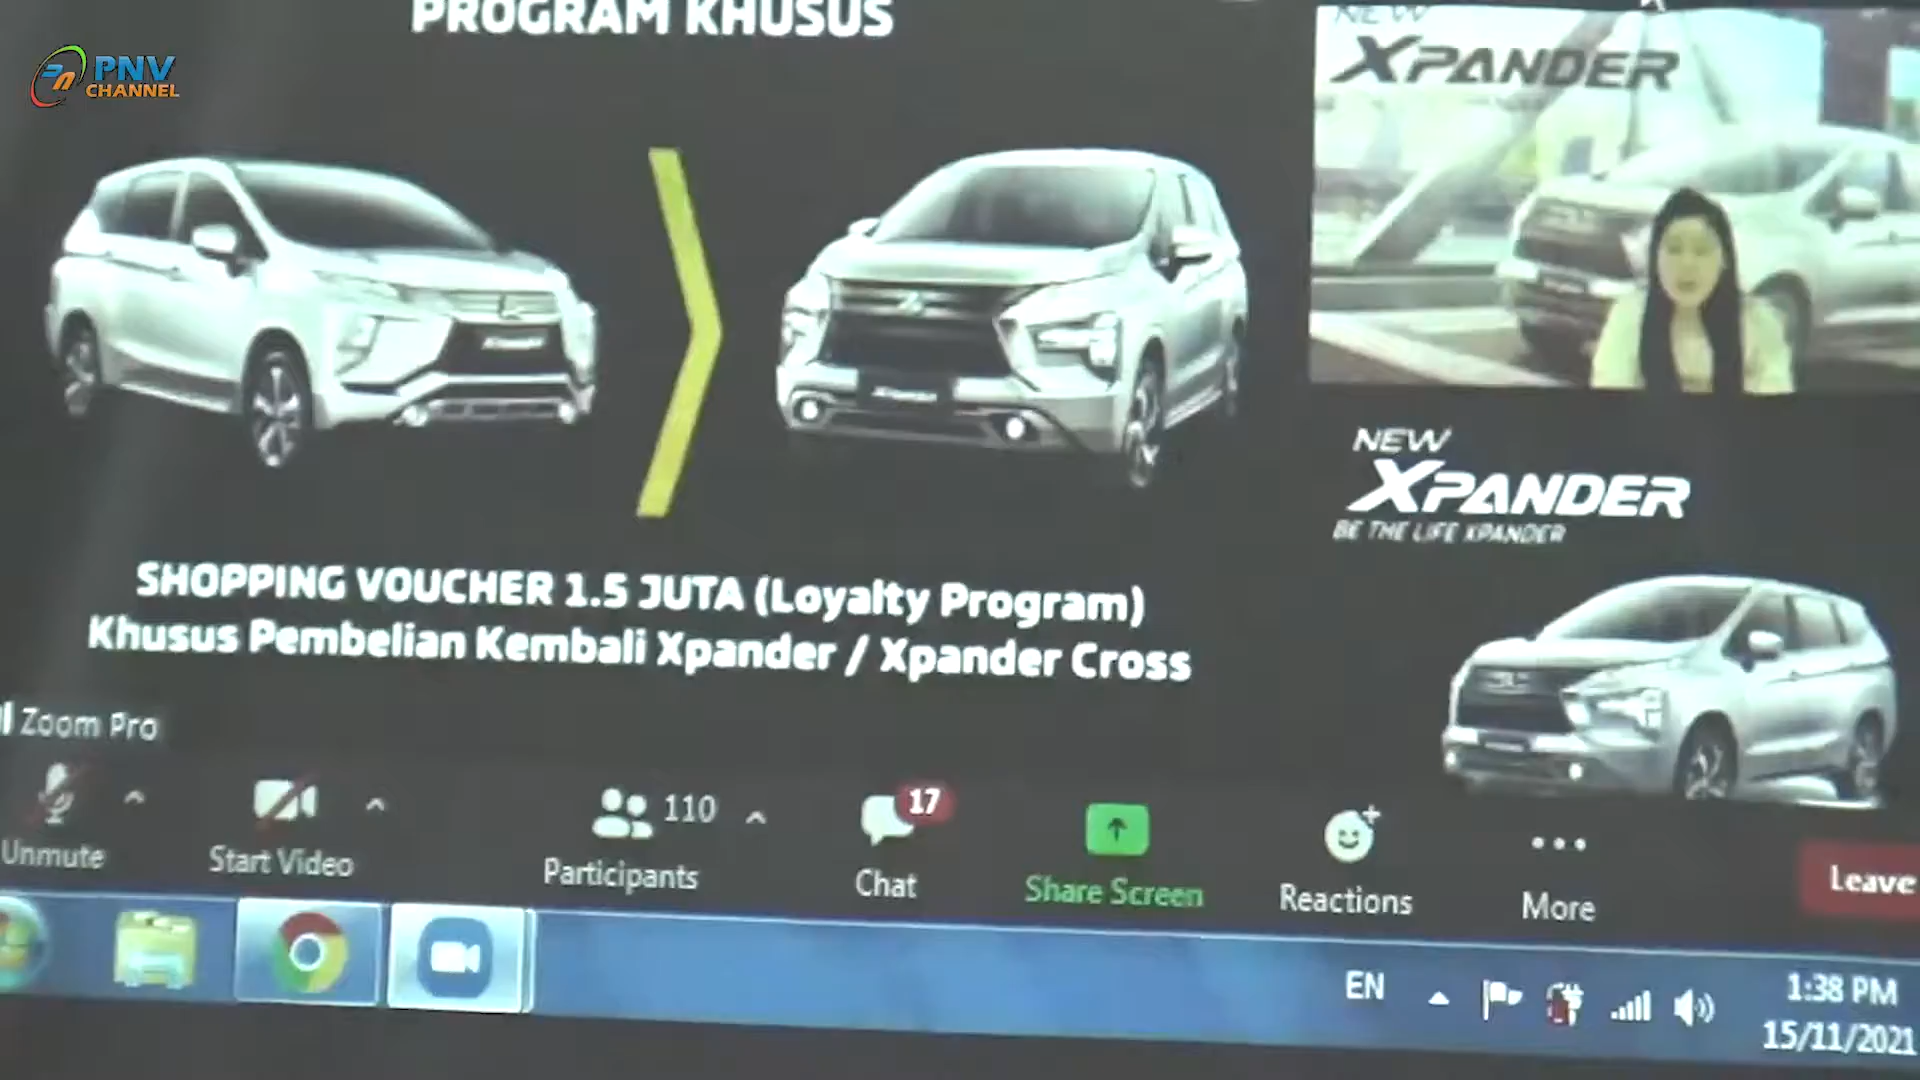 PROGRAM KHUSUS
PNV
CHANNEL
NEW
XPANDER
NEW
XPANDER
BE THE LIFE XPANDER
SHOPPING VOUCHER 1.5 JUTA (Loyalty Program)
Khusus Pembelian Kembali Xpander / Xpander Cross
Zoom Pro
Unmute
Start Video
110
Participants
17
Chat
Share Screen
Reactions
More
Leave
EN
1:38 PM
15/11/2021